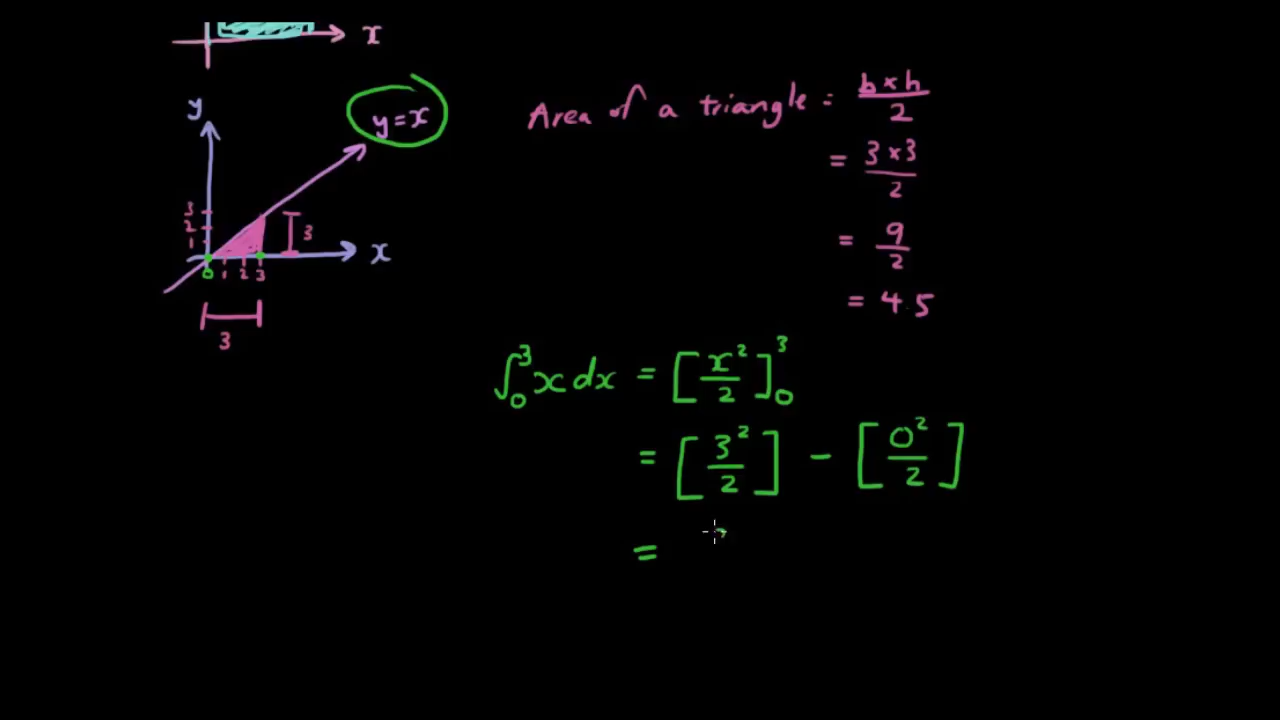 x
y
y = x
3
2
1
0
1 2 3
3
x
3
Area of a triangle = b × h / 2
= 3 × 3 / 2
= 9 / 2
= 4.5
∫₀³ x dx = [x²/2]₀³
= [3²/2] - [0²/2]
=